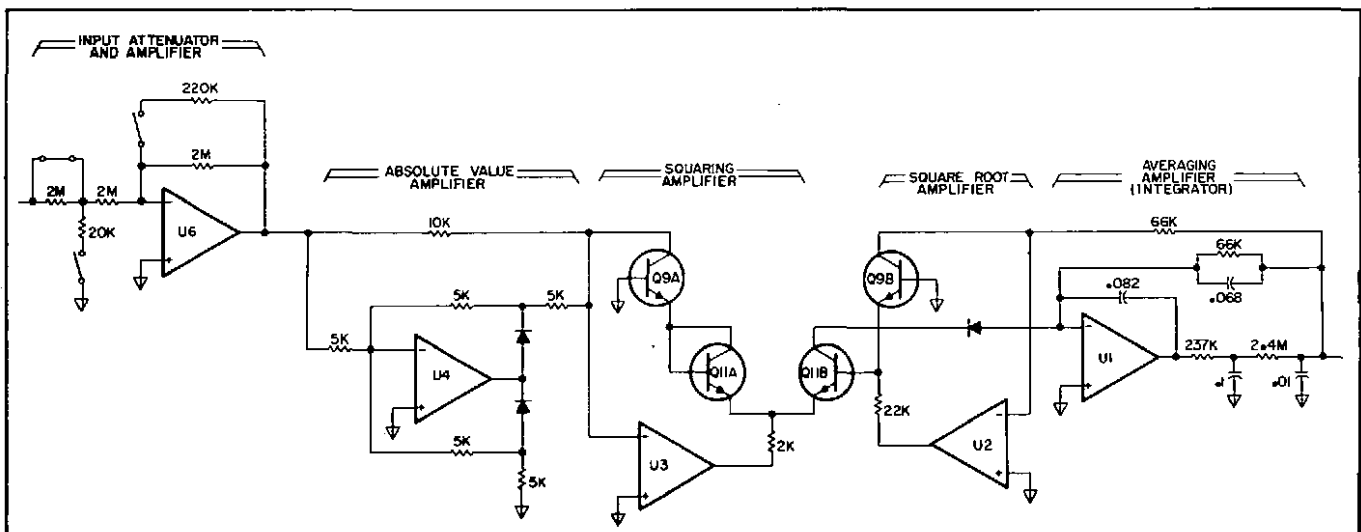 INPUT ATTENUATOR
AND AMPLIFIER
220K
2M
2M
2M
20K
U6
ABSOLUTE VALUE
AMPLIFIER
10K
5K
5K
5K
U4
5K
5K
SQUARING
AMPLIFIER
Q9A
Q11A
U3
2K
SQUARE ROOT
AMPLIFIER
Q9B
Q11B
22K
U2
AVERAGING
AMPLIFIER
(INTEGRATOR)
66K
66K
.068
.082
U1
237K
2.4M
.1
.01